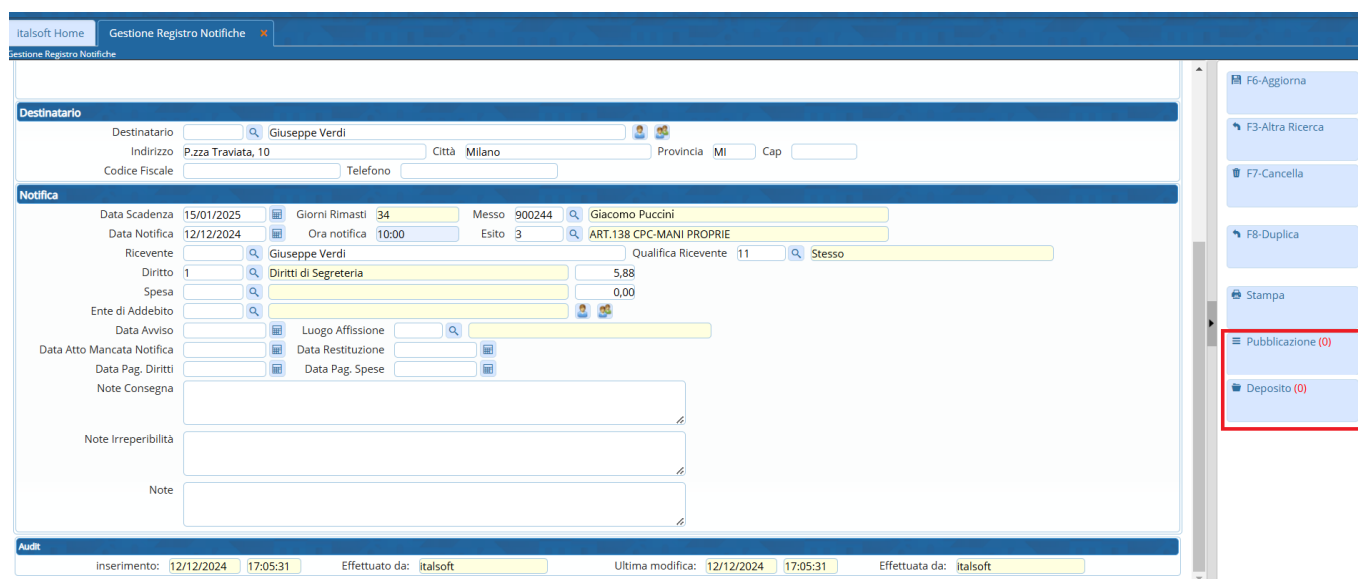 italsoft Home Gestione Registro Notifiche ×
Gestione Registro Notifiche
Destinatario
Destinatario Giuseppe Verdi
Indirizzo P.zza Traviata, 10 Città Milano Provincia MI Cap
Codice Fiscale Telefono
Notifica
Data Scadenza 15/01/2025 Giorni Rimasti 34 Messo 900244 Giacomo Puccini
Data Notifica 12/12/2024 Ora notifica 10:00 Esito 3 ART.138 CPC-MANI PROPRIE
Ricevente Giuseppe Verdi Qualifica Ricevente 11 Stesso
Diritto 1 Diritti di Segreteria 5,88
Spesa 0,00
Ente di Addebito
Data Avviso Luogo Affissione
Data Atto Mancata Notifica Data Restituzione
Data Pag. Diritti Data Pag. Spese
Note Consegna
Note Irreperibilità
Note
Audit
inserimento: 12/12/2024 17:05:31 Effettuato da: italsoft Ultima modifica: 12/12/2024 17:05:31 Effettuata da: italsoft
F6-Aggiorna
F3-Altra Ricerca
F7-Cancella
F8-Duplica
Stampa
Pubblicazione (0)
Deposito (0)